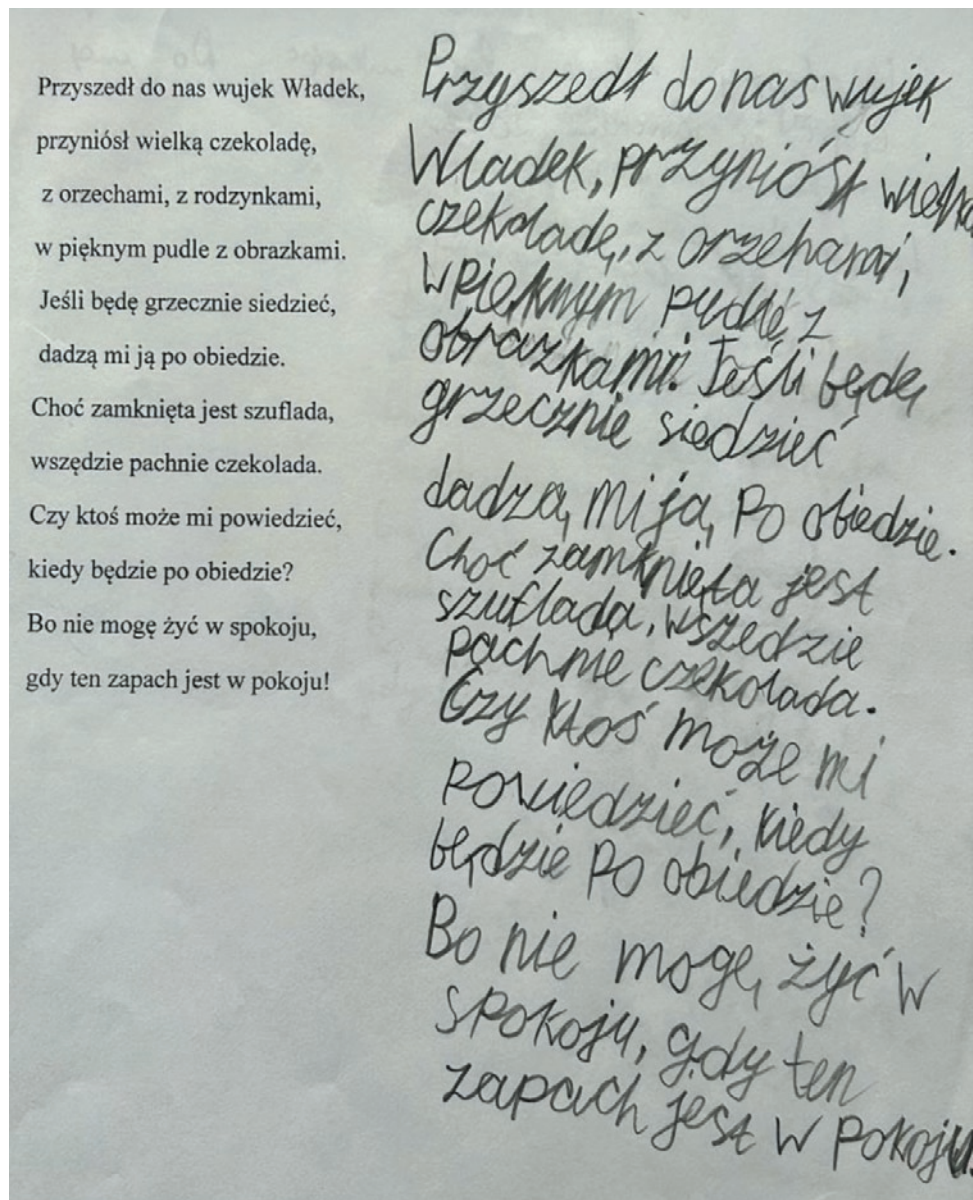 Przyszedł do nas wujek Władek,
przyniósł wielką czekoladę,
z orzechami, z rodzynkami,
w pięknym pudle z obrazkami.
Jeśli będę grzecznie siedzieć,
dadzą mi ją po obiedzie.
Choć zamknięta jest szuflada,
wszędzie pachnie czekolada.
Czy ktoś może mi powiedzieć,
kiedy będzie po obiedzie?
Bo nie mogę żyć w spokoju,
gdy ten zapach jest w pokoju!
Przyszedł do nas wujek
Władek, przyniósł wielka
czekoladę, z orzehami,
w pięknym pudle, z
obrazkami. Jeśli będę
grzecznie siedzieć
dadzą mi ją po obiedzie.
Choć zamknięta jest
szuflada, wszedzie
pachnie czekolada.
Czy ktoś może mi
powiedzieć, kiedy
będzie po obiedzie?
Bo nie mogę żyć w
spokoju, gdy ten
zapach jest w pokoju.